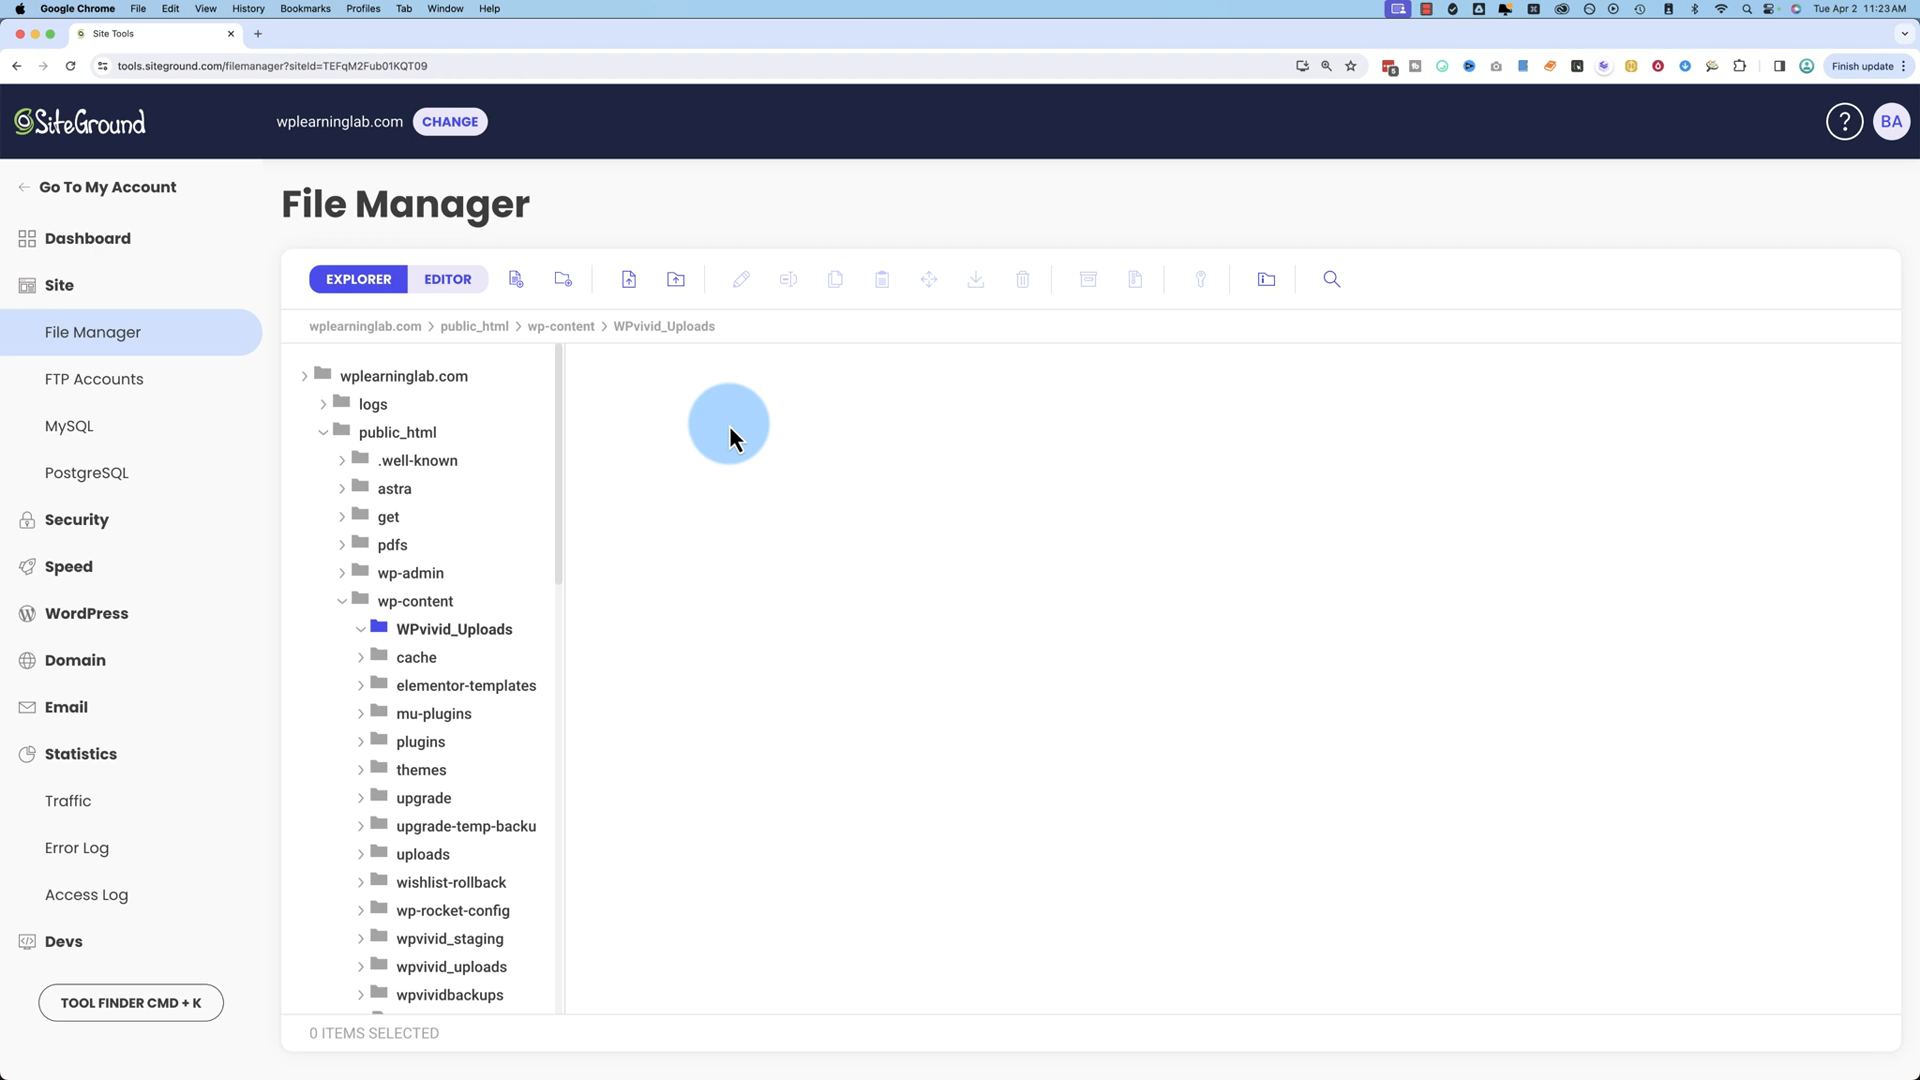 Google Chrome File Edit View History Bookmarks Profiles Tab Window Help Tue Apr 2 11:23 AM
Site Tools
tools.siteground.com/filemanager?siteId=TEFqM2Fub01KQT09 5 Finish update
SiteGround wplearninglab.com CHANGE ? BA
Go To My Account
Dashboard
Site
File Manager
FTP Accounts
MySQL
PostgreSQL
Security
Speed
WordPress
Domain
Email
Statistics
Traffic
Error Log
Access Log
Devs
TOOL FINDER CMD + K
File Manager
EXPLORER EDITOR
wplearninglab.com > public_html > wp-content > WPvivid_Uploads
wplearninglab.com
logs
public_html
.well-known
astra
get
pdfs
wp-admin
wp-content
WPvivid_Uploads
cache
elementor-templates
mu-plugins
plugins
themes
upgrade
upgrade-temp-backu
uploads
wishlist-rollback
wp-rocket-config
wpvivid_staging
wpvivid_uploads
wpvividbackups
0 ITEMS SELECTED